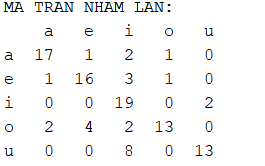 MA TRAN NHAM LAN:
a e i o u
a 17 1 2 1 0
e 1 16 3 1 0
i 0 0 19 0 2
o 2 4 2 13 0
u 0 0 8 0 13